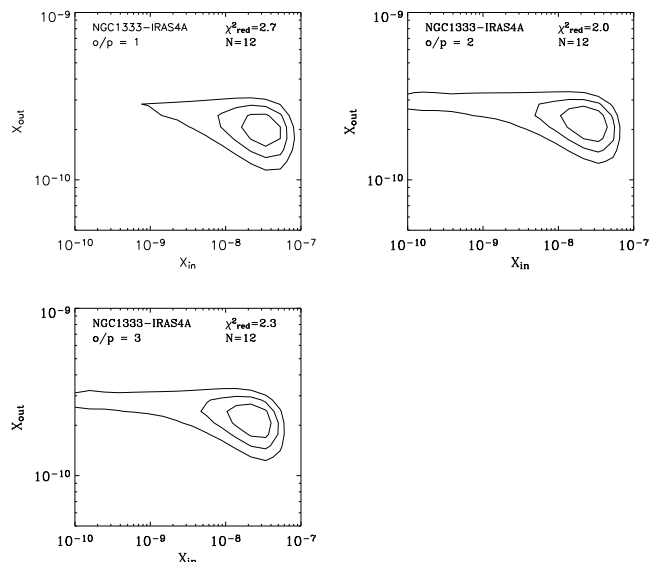 NGC1333-IRAS4A χ²red=2.7
o/p = 1 N=12
10⁻⁹
Xout
10⁻¹⁰
10⁻¹⁰ 10⁻⁹ 10⁻⁸ 10⁻⁷
Xin
NGC1333-IRAS4A χ²red=2.0
o/p = 2 N=12
10⁻⁹
Xout
10⁻¹⁰
10⁻¹⁰ 10⁻⁹ 10⁻⁸ 10⁻⁷
Xin
NGC1333-IRAS4A χ²red=2.3
o/p = 3 N=12
10⁻⁹
Xout
10⁻¹⁰
10⁻¹⁰ 10⁻⁹ 10⁻⁸ 10⁻⁷
Xin